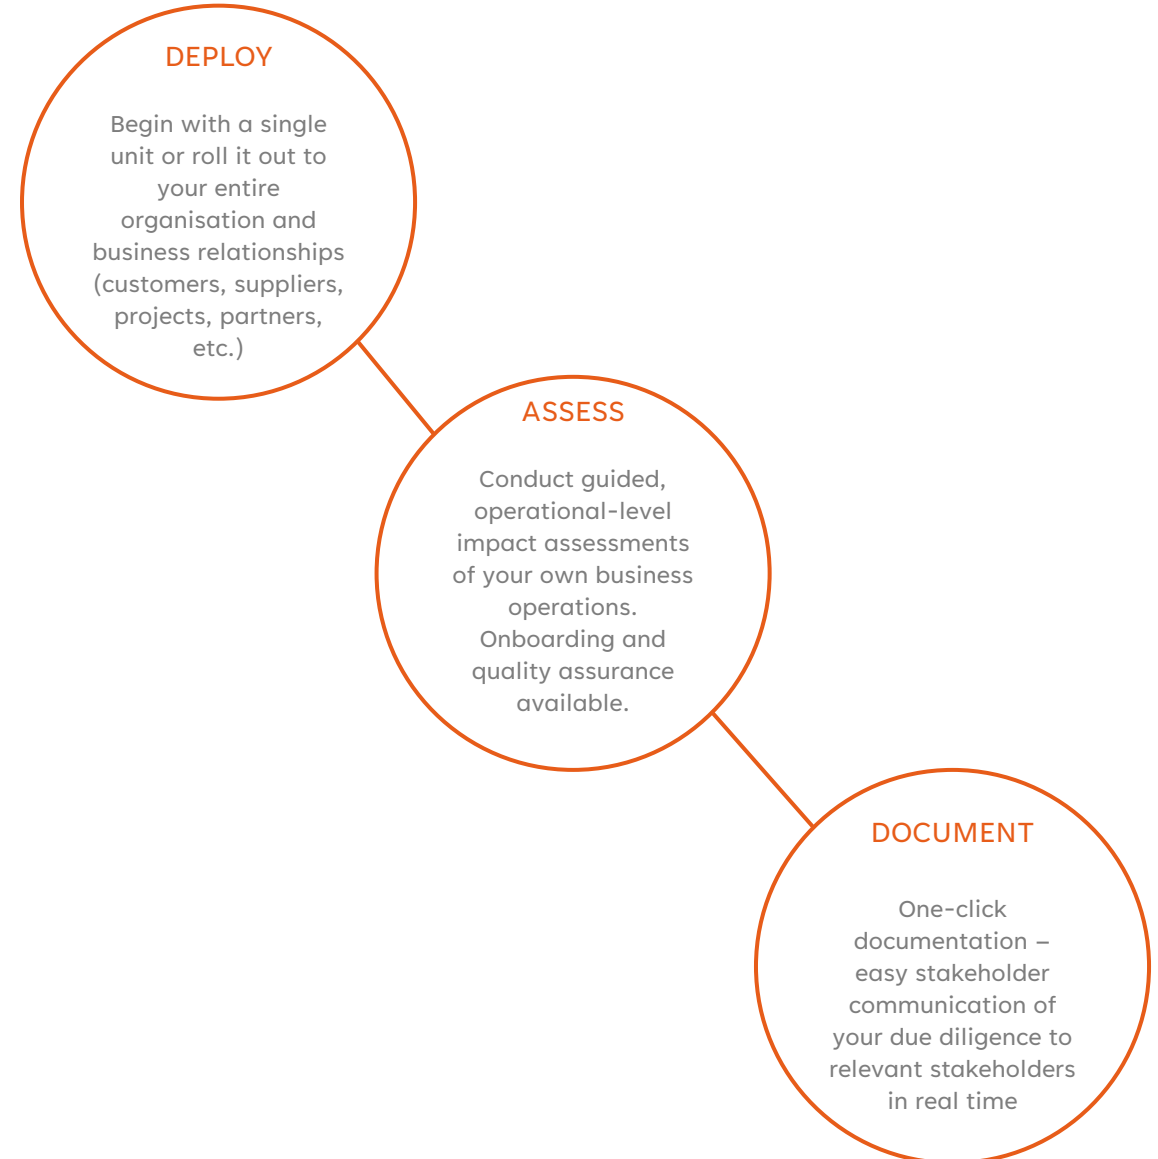 DEPLOY
Begin with a single
unit or roll it out to
your entire
organisation and
business relationships
(customers, suppliers,
projects, partners,
etc.)
ASSESS
Conduct guided,
operational-level
impact assessments
of your own business
operations.
Onboarding and
quality assurance
available.
DOCUMENT
One-click
documentation –
easy stakeholder
communication of
your due diligence to
relevant stakeholders
in real time